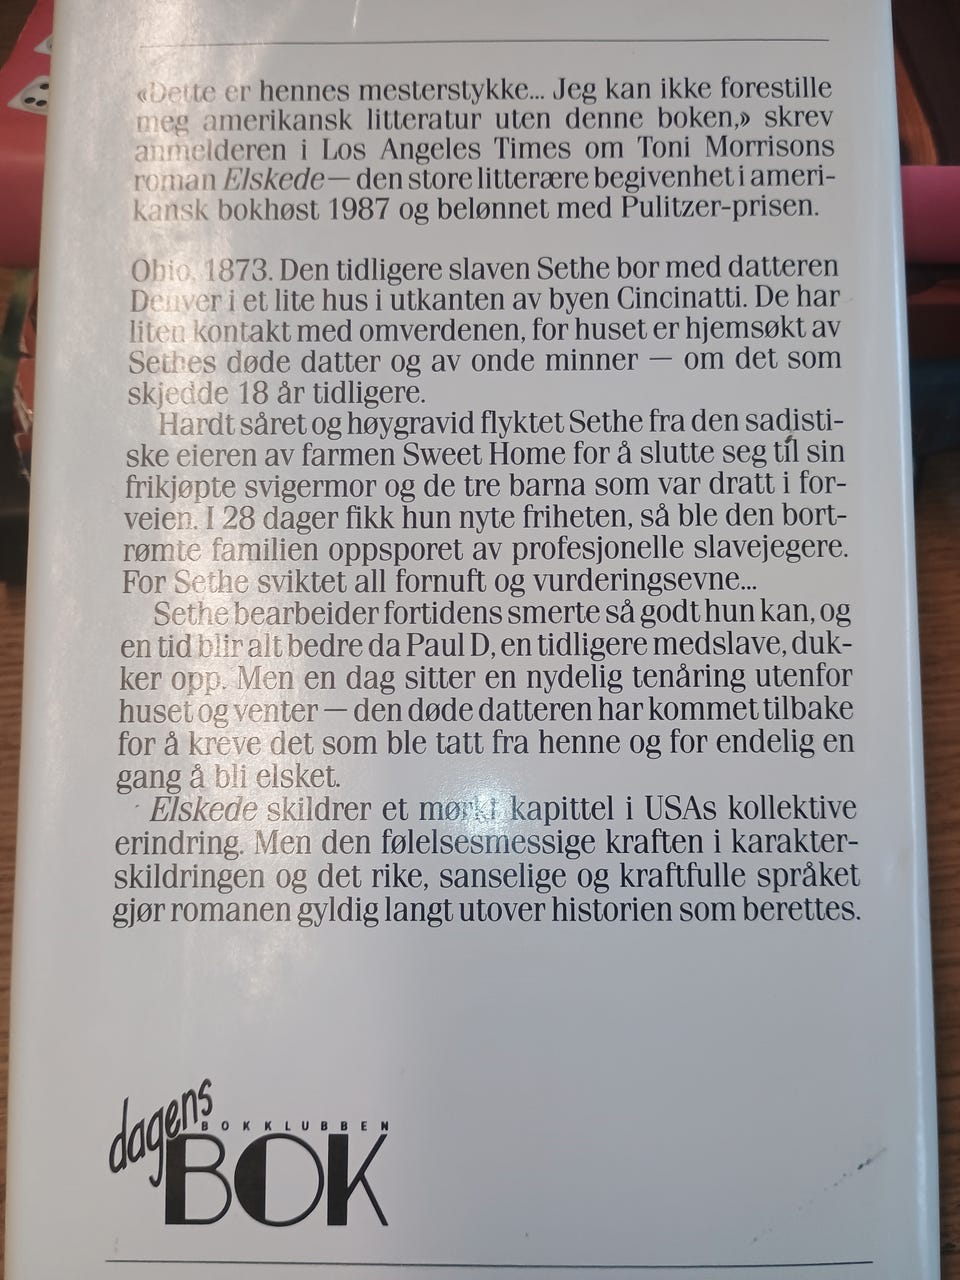 «Dette er hennes mesterstykke... Jeg kan ikke forestille
meg amerikansk litteratur uten denne boken,» skrev
anmelderen i Los Angeles Times om Toni Morrisons
roman Elskede — den store litterære begivenhet i ameri-
kansk bokhøst 1987 og belønnet med Pulitzer-prisen.
Ohio, 1873. Den tidligere slaven Sethe bor med datteren
Denver i et lite hus i utkanten av byen Cincinatti. De har
liten kontakt med omverdenen, for huset er hjemsøkt av
Sethes døde datter og av onde minner — om det som
skjedde 18 år tidligere.
Hardt såret og høygravid flyktet Sethe fra den sadisti-
ske eieren av farmen Sweet Home for å slutte seg til sin
frikjøpte svigermor og de tre barna som var dratt i for-
veien. I 28 dager fikk hun nyte friheten, så ble den bort-
rømte familien oppsporet av profesjonelle slavejegere.
For Sethe sviktet all fornuft og vurderingsevne...
Sethe bearbeider fortidens smerte så godt hun kan, og
en tid blir alt bedre da Paul D, en tidligere medslave, duk-
ker opp. Men en dag sitter en nydelig tenåring utenfor
huset og venter — den døde datteren har kommet tilbake
for å kreve det som ble tatt fra henne og for endelig en
gang å bli elsket.
Elskede skildrer et mørkt kapittel i USAs kollektive
erindring. Men den følelsesmessige kraften i karakter-
skildringen og det rike, sanselige og kraftfulle språket
gjør romanen gyldig langt utover historien som berettes.
dagens
BOKKLUBBEN
BOK